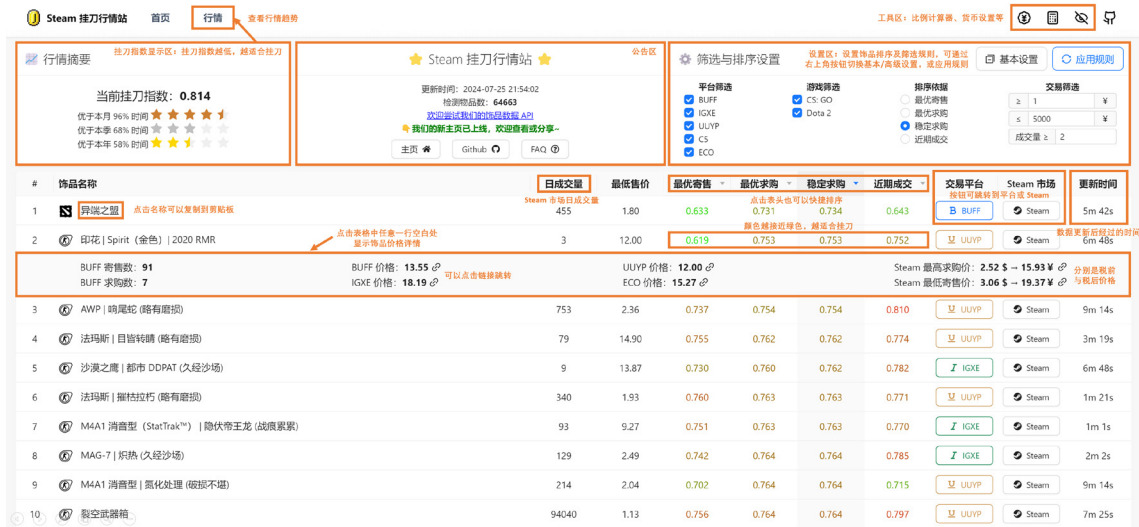 Steam 挂刀行情站 首页 行情 查看行情趋势 工具区：比例计算器、货币设置等
挂刀指数显示区：挂刀指数越低，越适合挂刀
行情摘要
当前挂刀指数：0.814
优于本月 96% 时间
优于本季 68% 时间
优于本年 58% 时间
公告区
Steam 挂刀行情站
更新时间：2024-07-25 21:54:02
检测物品数：64663
欢迎尝试我们的饰品数据 API
我们的新主页已上线，欢迎查看或分享~
主页 Github FAQ
筛选与排序设置
设置区：设置饰品排序及筛选规则，可通过
右上角按钮切换基本/高级设置，或应用规则
基本设置 应用规则
平台筛选 游戏筛选 排序依据 交易筛选
BUFF CS: GO 最优寄售 ≥ 1 ¥
IGXE Dota 2 最优求购 ≤ 5000 ¥
UUYP 稳定求购 成交量 ≥ 2
C5 近期成交
ECO
# 饰品名称 日成交量 最低售价 最优寄售 最优求购 稳定求购 近期成交 交易平台 Steam 市场 更新时间
Steam 市场日成交量 点击表头也可以快捷排序 按钮可跳转到平台或 Steam
1 异端之盟 点击名称可以复制到剪贴板 455 1.80 0.633 0.731 0.734 0.643 BUFF Steam 5m 42s
点击表格中任意一行空白处
显示饰品价格详情
颜色越接近绿色、越适合挂刀
数据更新后经过的时间
2 印花 | Spirit（金色）| 2020 RMR 3 12.00 0.619 0.753 0.753 0.752 UUYP Steam 6m 48s
BUFF 寄售数：91 BUFF 价格：13.55 UUYP 价格：12.00 Steam 最高求购价：2.52 $ → 15.93 ¥
BUFF 求购数：7 IGXE 价格：18.19 ECO 价格：15.27 Steam 最低寄售价：3.06 $ → 19.37 ¥
可以点击链接跳转
分别是税前
与税后价格
3 AWP | 响尾蛇 (略有磨损) 753 2.36 0.737 0.754 0.754 0.810 UUYP Steam 9m 14s
4 法玛斯 | 目皆转睛 (略有磨损) 79 14.90 0.755 0.762 0.762 0.774 UUYP Steam 3m 19s
5 沙漠之鹰 | 都市 DDPAT (久经沙场) 9 13.87 0.730 0.760 0.762 0.782 IGXE Steam 6m 48s
6 法玛斯 | 摧枯拉朽 (略有磨损) 340 1.93 0.760 0.763 0.763 0.771 UUYP Steam 1m 21s
7 M4A1 消音型（StatTrak™）| 隐伏帝王龙 (战痕累累) 93 9.27 0.751 0.763 0.763 0.770 IGXE Steam 1m 1s
8 MAG-7 | 炽热 (久经沙场) 129 2.49 0.742 0.764 0.764 0.785 IGXE Steam 2m 2s
9 M4A1 消音型 | 氮化处理 (破损不堪) 214 2.04 0.702 0.764 0.764 0.715 UUYP Steam 9m 14s
10 裂空武器箱 94040 1.13 0.756 0.764 0.764 0.797 UUYP Steam 7m 25s